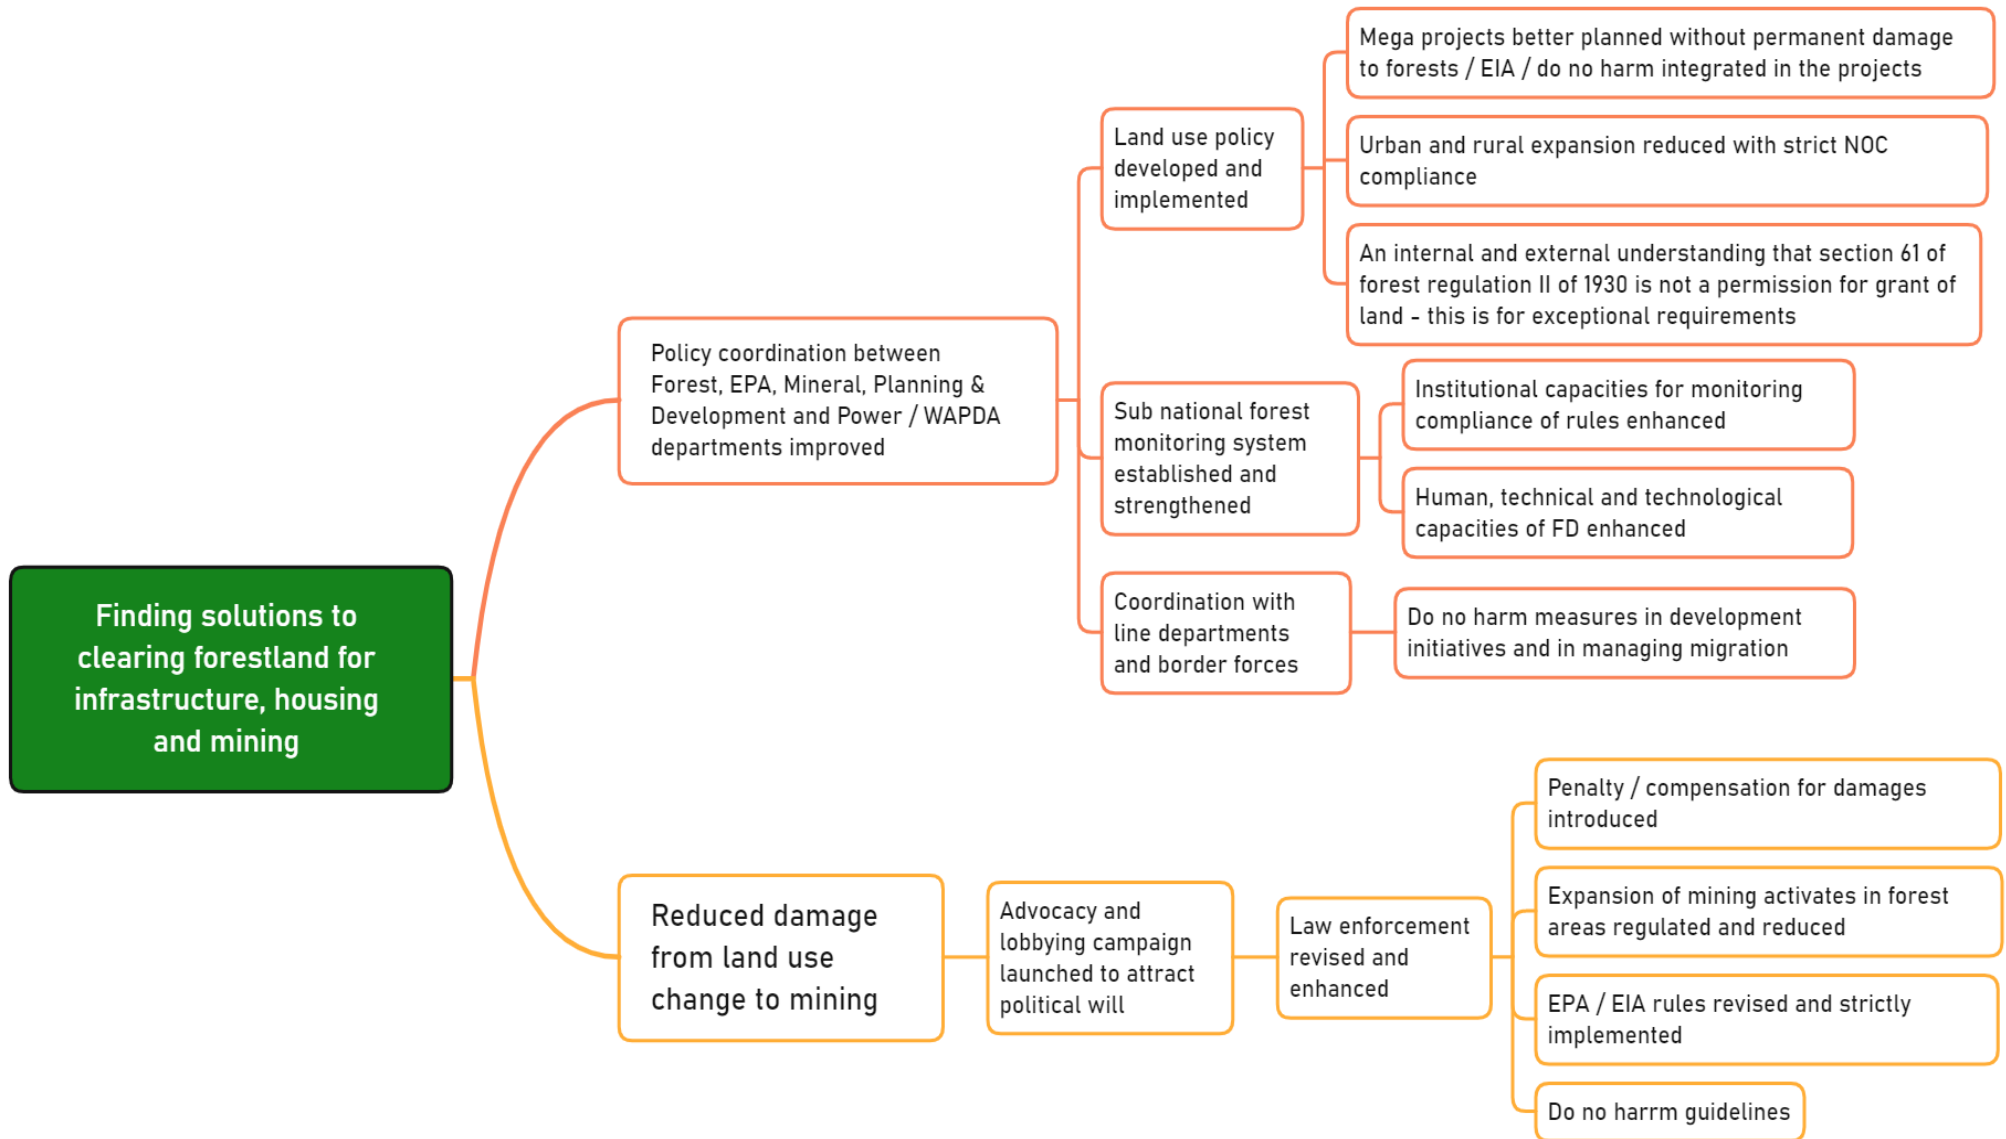 Finding solutions to
clearing forestland for
infrastructure, housing
and mining
Policy coordination between
Forest, EPA, Mineral, Planning &
Development and Power / WAPDA
departments improved
Land use policy
developed and
implemented
Mega projects better planned without permanent damage
to forests / EIA / do no harm integrated in the projects
Urban and rural expansion reduced with strict NOC
compliance
An internal and external understanding that section 61 of
forest regulation II of 1930 is not a permission for grant of
land - this is for exceptional requirements
Sub national forest
monitoring system
established and
strengthened
Institutional capacities for monitoring
compliance of rules enhanced
Human, technical and technological
capacities of FD enhanced
Coordination with
line departments
and border forces
Do no harm measures in development
initiatives and in managing migration
Reduced damage
from land use
change to mining
Advocacy and
lobbying campaign
launched to attract
political will
Law enforcement
revised and
enhanced
Penalty / compensation for damages
introduced
Expansion of mining activates in forest
areas regulated and reduced
EPA / EIA rules revised and strictly
implemented
Do no harrm guidelines